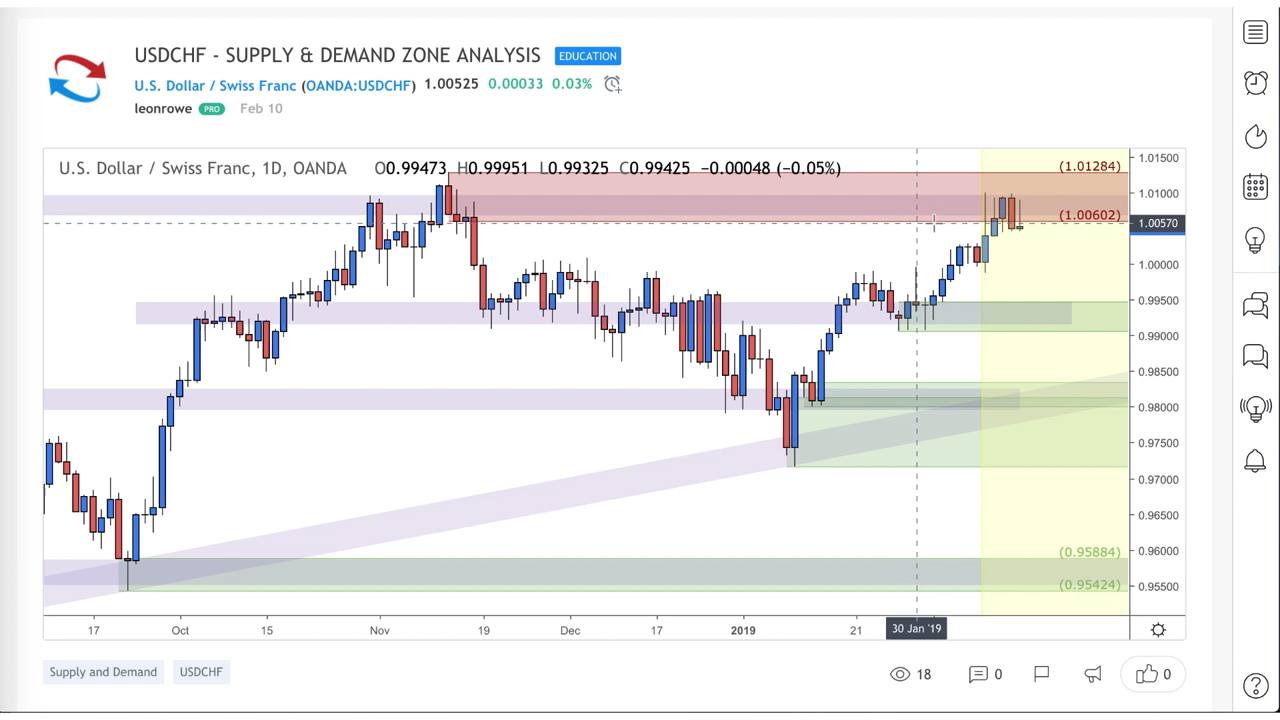 USDCHF - SUPPLY & DEMAND ZONE ANALYSIS EDUCATION
U.S. Dollar / Swiss Franc (OANDA:USDCHF) 1.00525 0.00033 0.03%
leonrowe PRO Feb 10
U.S. Dollar / Swiss Franc, 1D, OANDA O0.99473 H0.99951 L0.99325 C0.99425 −0.00048 (−0.05%)
(1.01284)
(1.00602)
(0.95884)
(0.95424)
1.01500
1.01000
1.00570
1.00000
0.99500
0.99000
0.98500
0.98000
0.97500
0.97000
0.96500
0.96000
0.95500
17 Oct 15 Nov 19 Dec 17 2019 21 30 Jan '19
Supply and Demand USDCHF 18 0 0